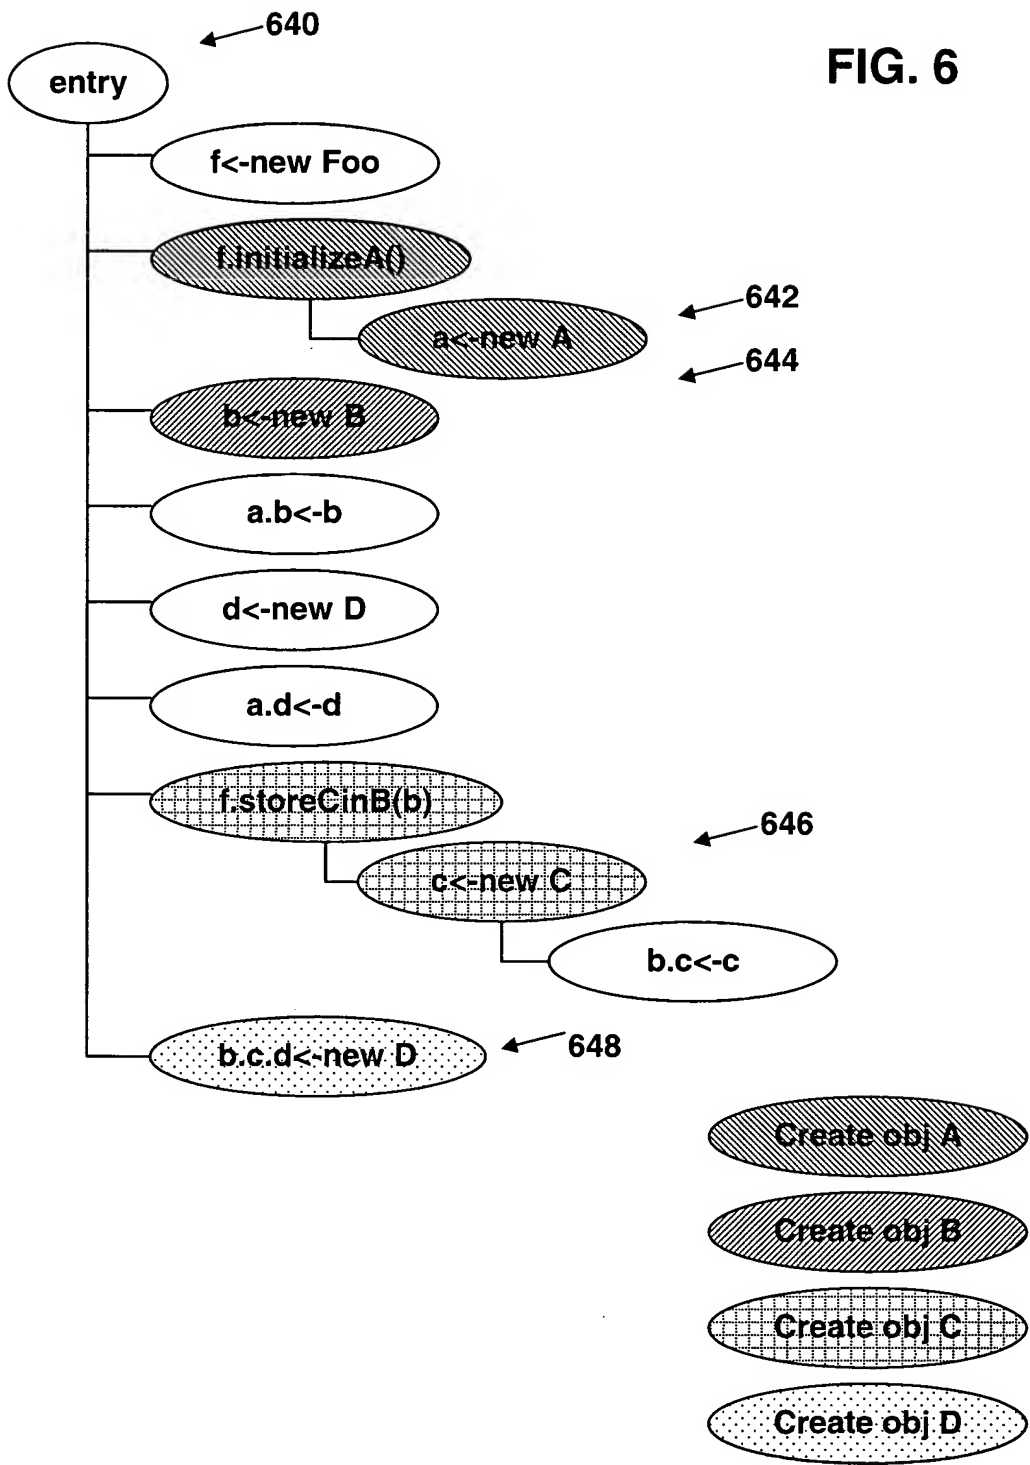 640
FIG. 6
entry
f<-new Foo
f.initializeA()
a<-new A
642
644
b<-new B
a.b<-b
d<-new D
a.d<-d
f.storeCinB(b)
646
c<-new C
b.c<-c
b.c.d<-new D
648
Create obj A
Create obj B
Create obj C
Create obj D